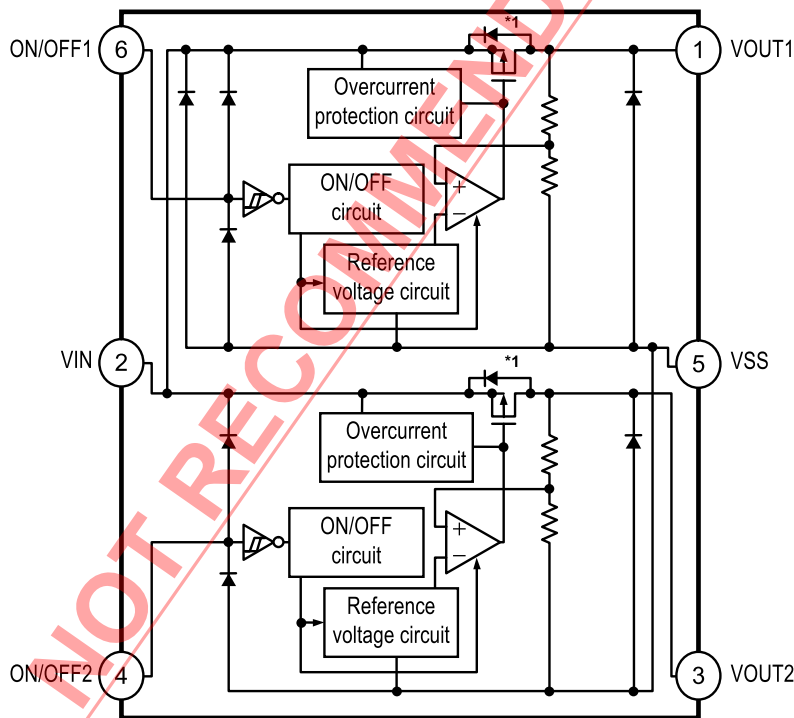 *1
ON/OFF1
6
1
VOUT1
Overcurrent
protection circuit
ON/OFF
circuit
+
−
Reference
voltage circuit
VIN
2
*1
5
VSS
Overcurrent
protection circuit
ON/OFF
circuit
+
−
Reference
voltage circuit
ON/OFF2
4
3
VOUT2
NOT RECOMMEND